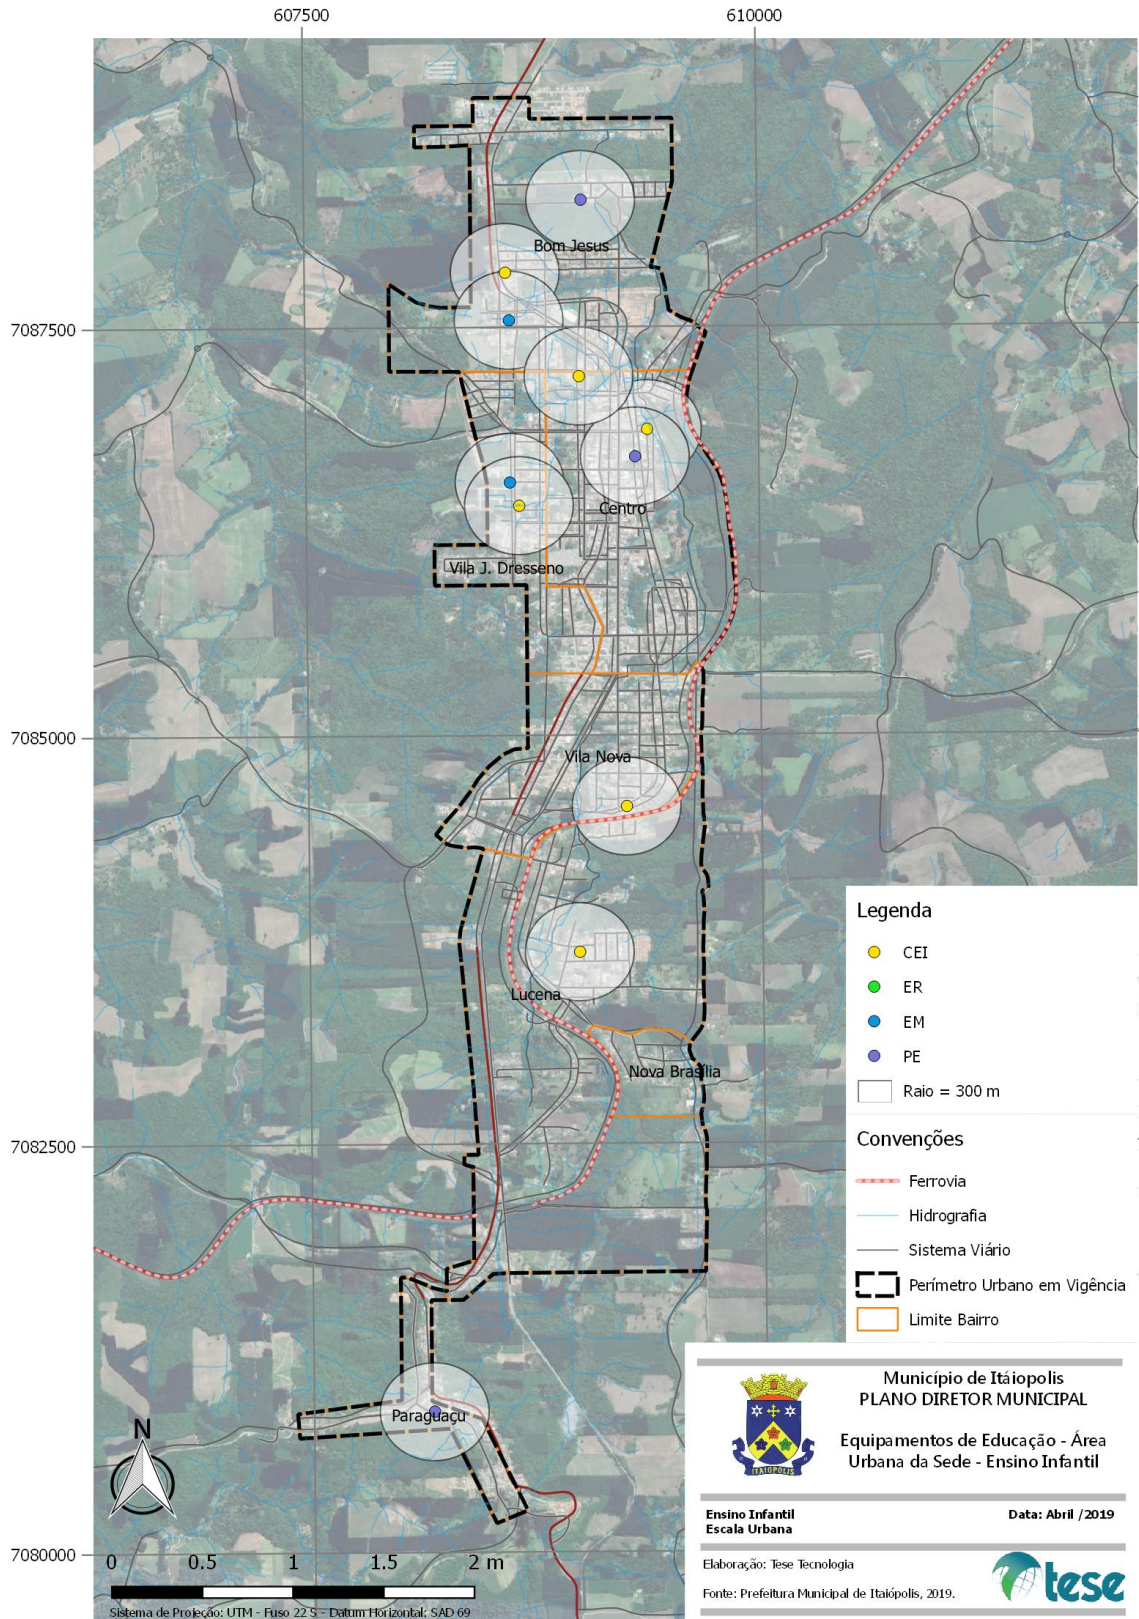 607500
610000
Bom Jesus
7087500
Centro
Vila J. Dresseno
7085000
Vila Nova
Legenda
CEI
ER
EM
PE
Raio = 300 m
Lucena
Nova Brasília
Convenções
7082500
Ferrovia
Hidrografia
Sistema Viário
Perímetro Urbano em Vigência
Limite Bairro
Município de Itáiopolis
PLANO DIRETOR MUNICIPAL
Equipamentos de Educação - Área
Urbana da Sede - Ensino Infantil
ITAIOPOLIS
Paraguaçu
N
Ensino Infantil
Escala Urbana
Data: Abril /2019
7080000
0 0.5 1 1.5 2 m
Elaboração: Tese Tecnologia
Fonte: Prefeitura Municipal de Itaiópolis, 2019.
tese
Sistema de Projeção: UTM - Fuso 22 S - Datum Horizontal: SAD 69